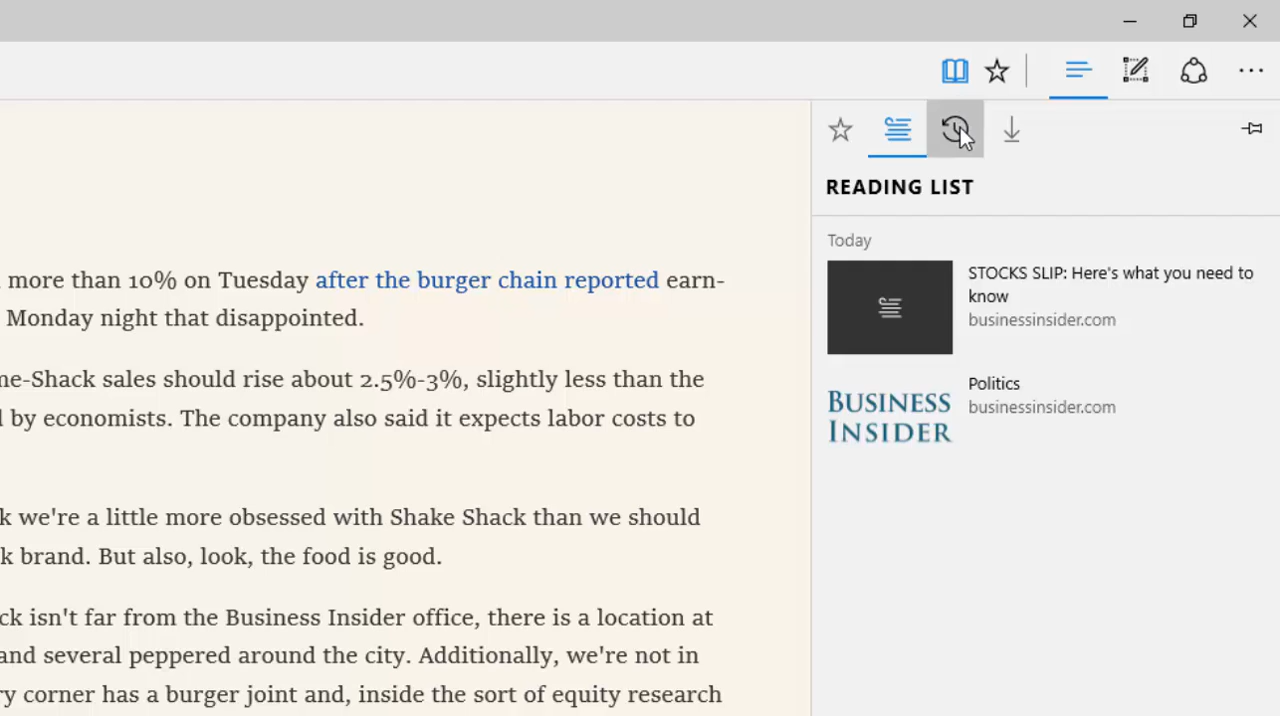 READING LIST
Today
STOCKS SLIP: Here's what you need to
know
businessinsider.com
BUSINESS
INSIDER
Politics
businessinsider.com
more than 10% on Tuesday after the burger chain reported earn-
Monday night that disappointed.
me-Shack sales should rise about 2.5%-3%, slightly less than the
d by economists. The company also said it expects labor costs to
k we're a little more obsessed with Shake Shack than we should
k brand. But also, look, the food is good.
ck isn't far from the Business Insider office, there is a location at
and several peppered around the city. Additionally, we're not in
ry corner has a burger joint and, inside the sort of equity research